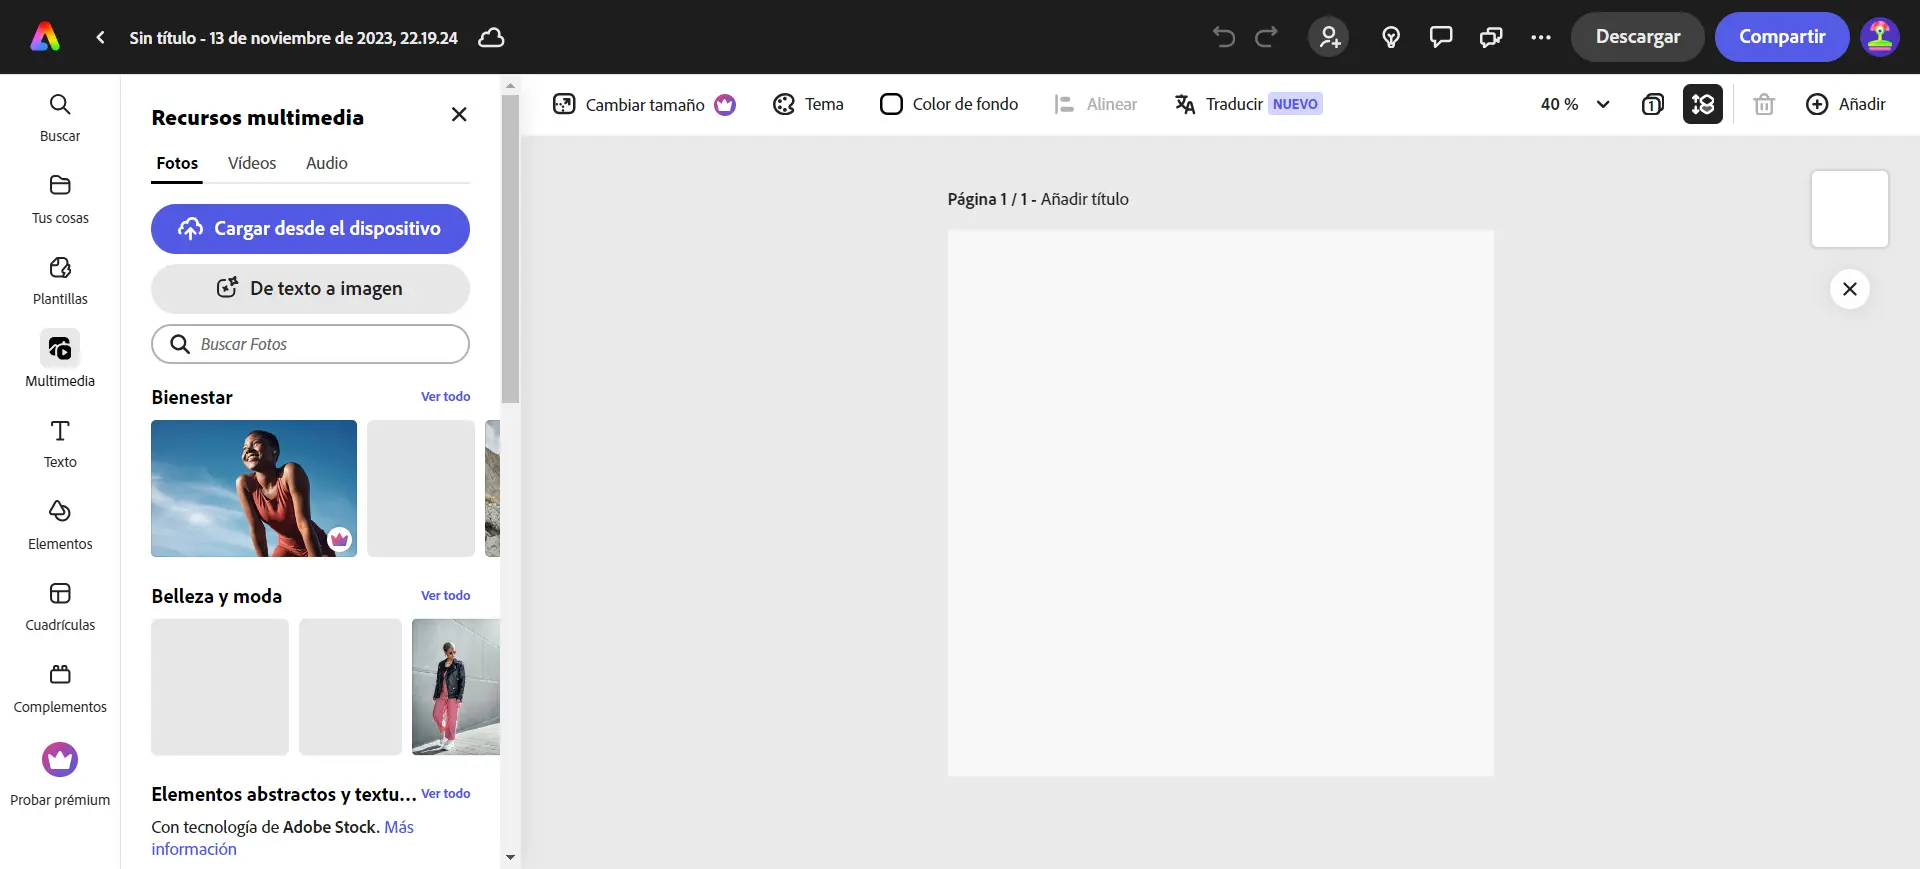 Sin título - 13 de noviembre de 2023, 22.19.24
Descargar
Compartir
Buscar
Tus cosas
Plantillas
Multimedia
Texto
Elementos
Cuadrículas
Complementos
Probar prémium
Recursos multimedia
Fotos Vídeos Audio
Cargar desde el dispositivo
De texto a imagen
Buscar Fotos
Bienestar Ver todo
Belleza y moda Ver todo
Elementos abstractos y textu... Ver todo
Con tecnología de Adobe Stock. Más
información
Cambiar tamaño Tema Color de fondo Alinear Traducir NUEVO 40 % 1 Añadir
Página 1 / 1 - Añadir título